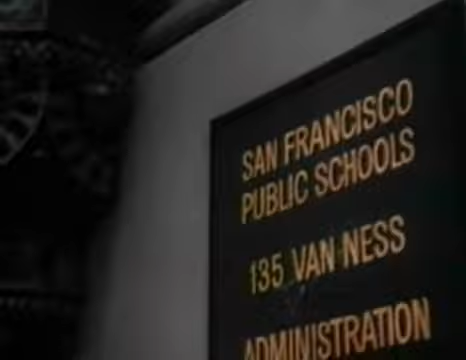 SAN FRANCISCO
PUBLIC SCHOOLS
135 VAN NESS
ADMINISTRATION